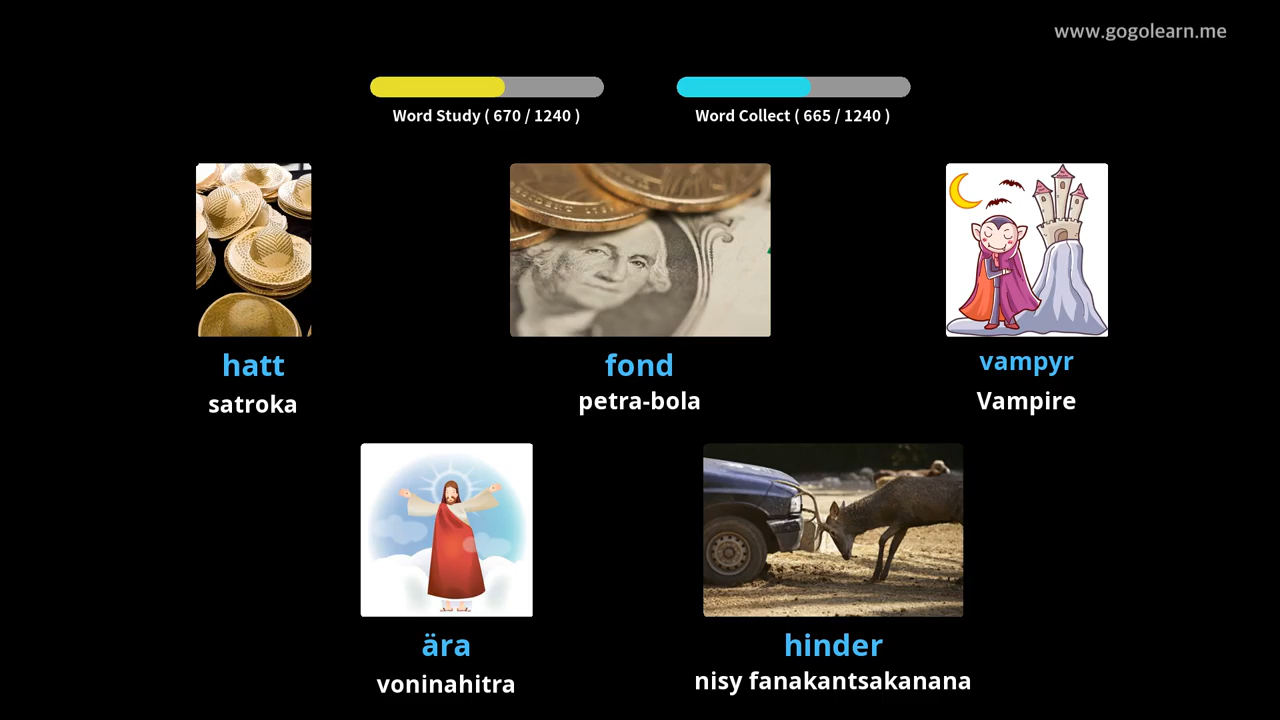 www.gogolearn.me
Word Study ( 670 / 1240 )
Word Collect ( 665 / 1240 )
hatt
satroka
fond
petra-bola
vampyr
Vampire
ära
voninahitra
hinder
nisy fanakantsakanana